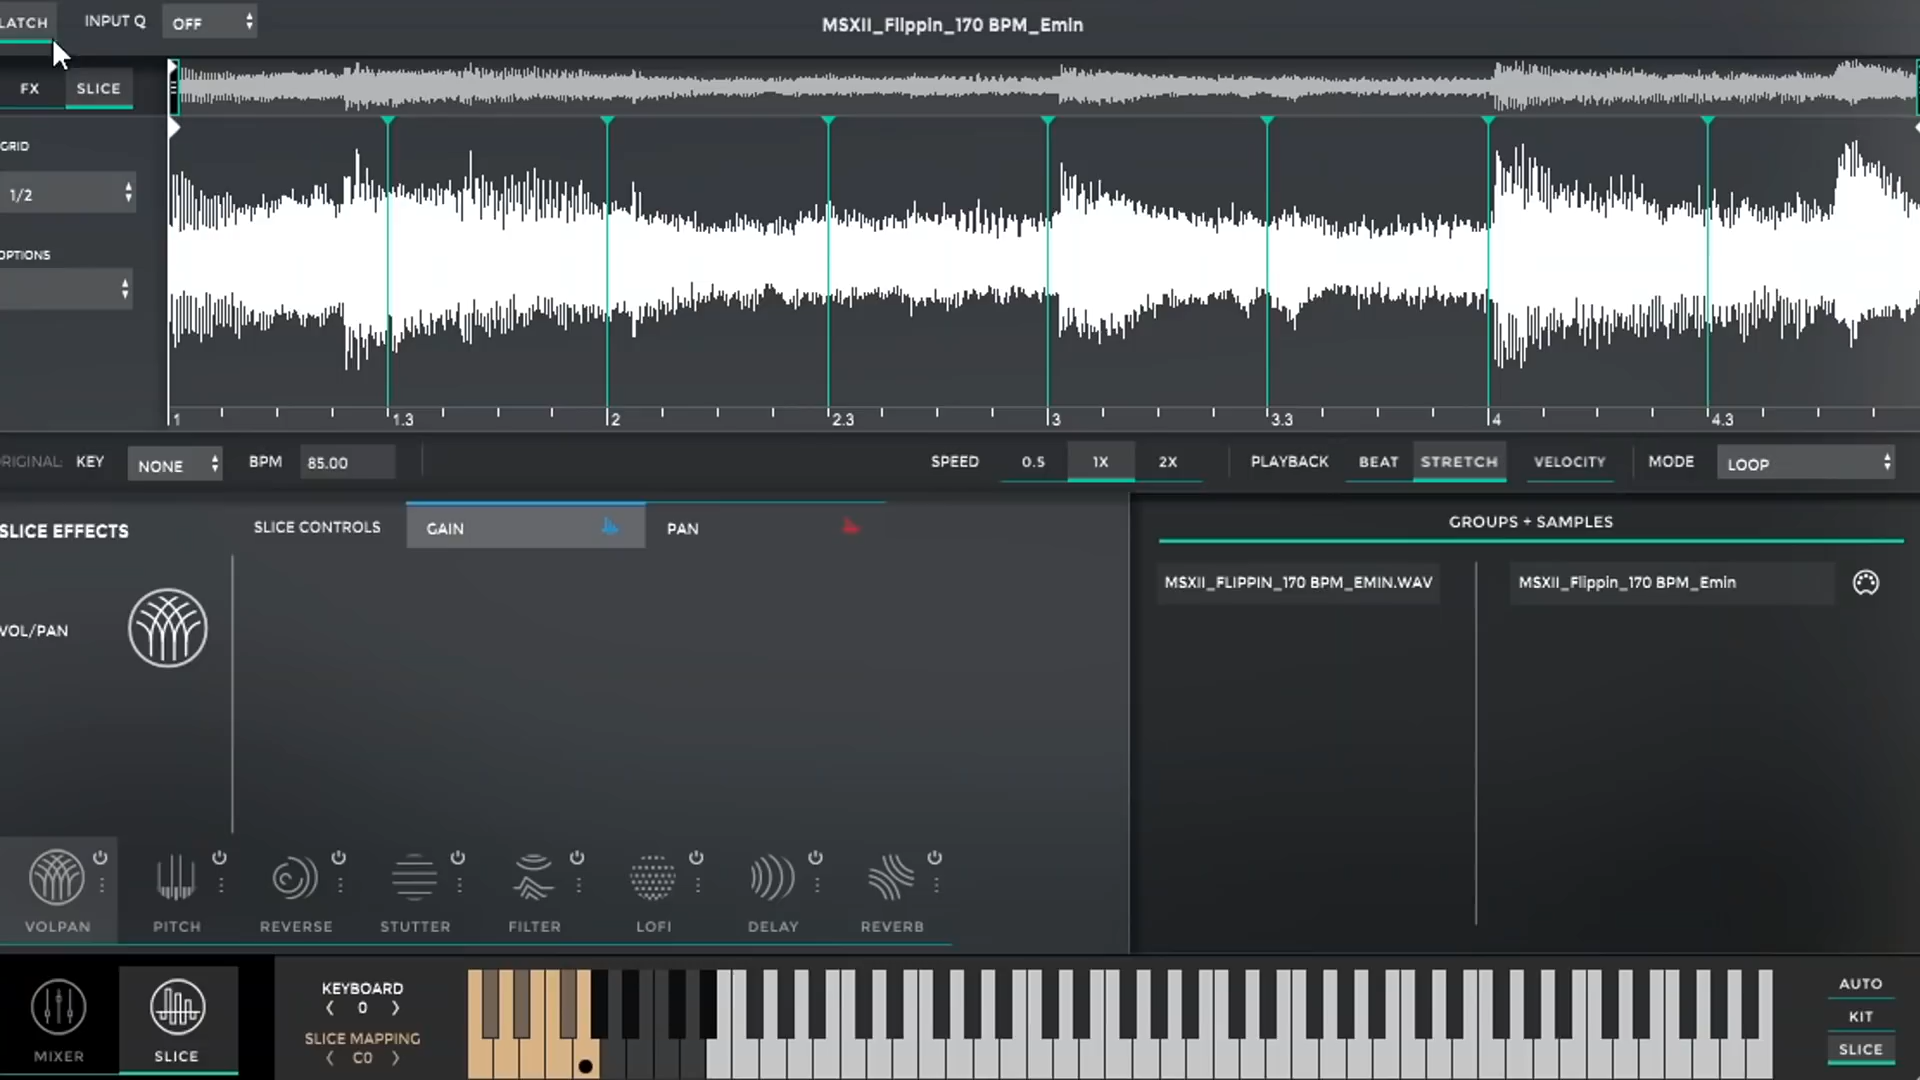 LATCH INPUT Q OFF MSXII_Flippin_170 BPM_Emin
FX SLICE
GRID
1/2
OPTIONS
1 1.3 2 2.3 3 3.3 4 4.3
RIGINAL: KEY NONE BPM 85.00 SPEED 0.5 1X 2X PLAYBACK BEAT STRETCH VELOCITY MODE LOOP
SLICE EFFECTS SLICE CONTROLS GAIN PAN GROUPS + SAMPLES
MSXII_FLIPPIN_170 BPM_EMIN.WAV MSXII_Flippin_170 BPM_Emin
VOL/PAN
VOLPAN PITCH REVERSE STUTTER FILTER LOFI DELAY REVERB
KEYBOARD AUTO
< 0 > KIT
SLICE MAPPING
MIXER SLICE < C0 > SLICE